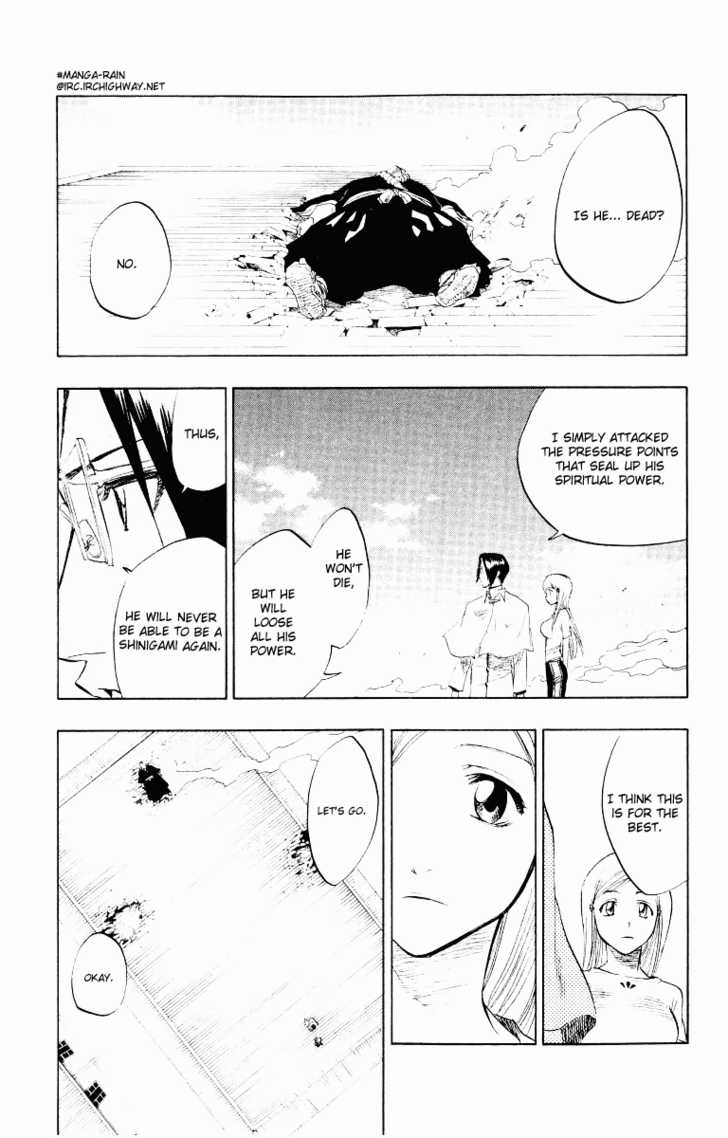 #MANGA-RAIN
@IRC.IRCHIGHWAY.NET
IS HE... DEAD?
NO.
I SIMPLY ATTACKED
THE PRESSURE POINTS
THAT SEAL UP HIS
SPIRITUAL POWER.
HE
WON'T
DIE,
BUT HE
WILL
LOOSE
ALL HIS
POWER.
THUS,
HE WILL NEVER
BE ABLE TO BE A
SHINIGAMI AGAIN.
I THINK THIS
IS FOR THE
BEST.
LET'S GO.
OKAY.